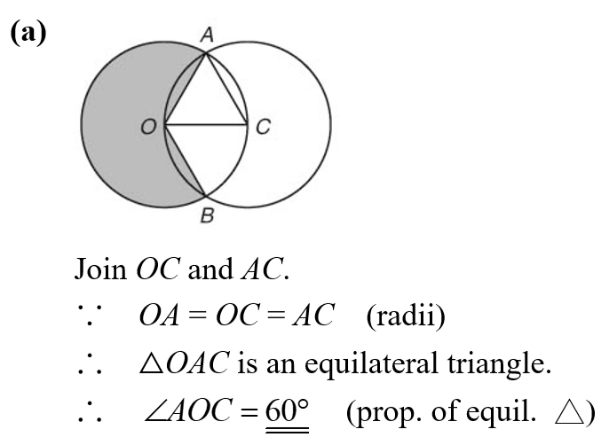 (a)
A
O
C
B
Join OC and AC.
∵ OA = OC = AC (radii)
∴ △OAC is an equilateral triangle.
∴ ∠AOC = 60° (prop. of equil. △)